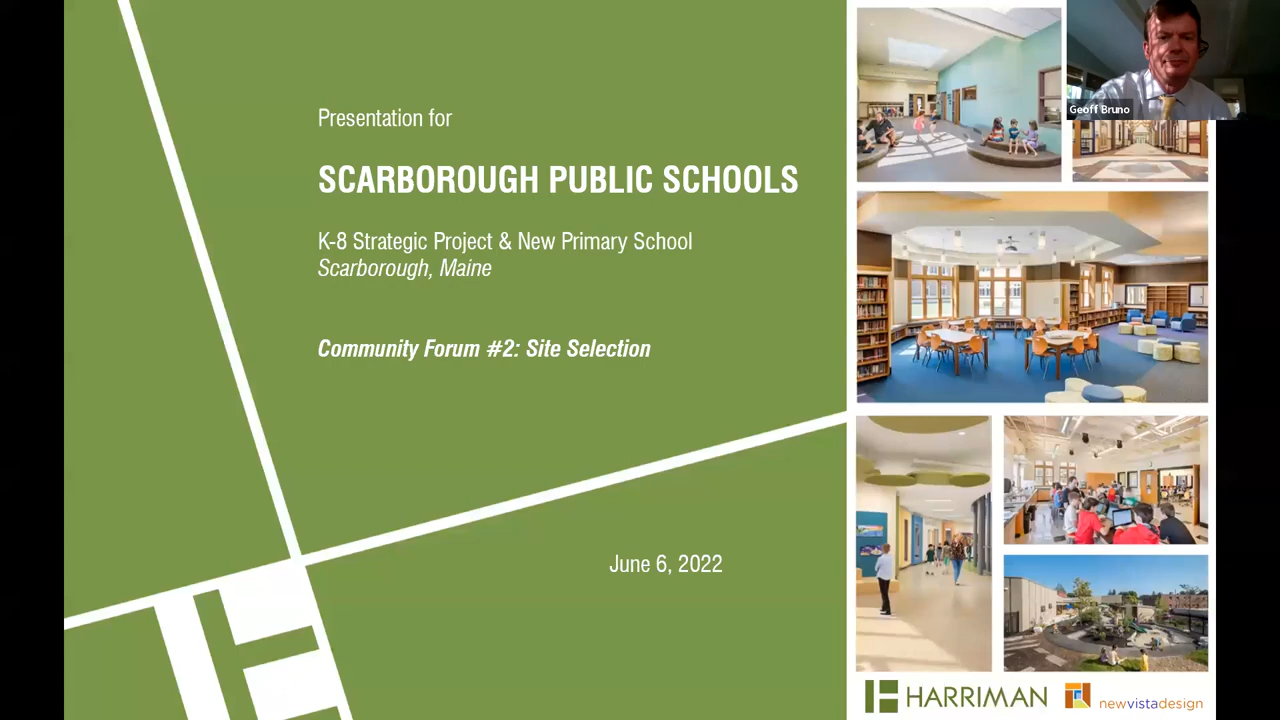 Presentation for
SCARBOROUGH PUBLIC SCHOOLS
K-8 Strategic Project & New Primary School
Scarborough, Maine
Community Forum #2: Site Selection
June 6, 2022
Geoff Bruno
HARRIMAN
newvistadesign